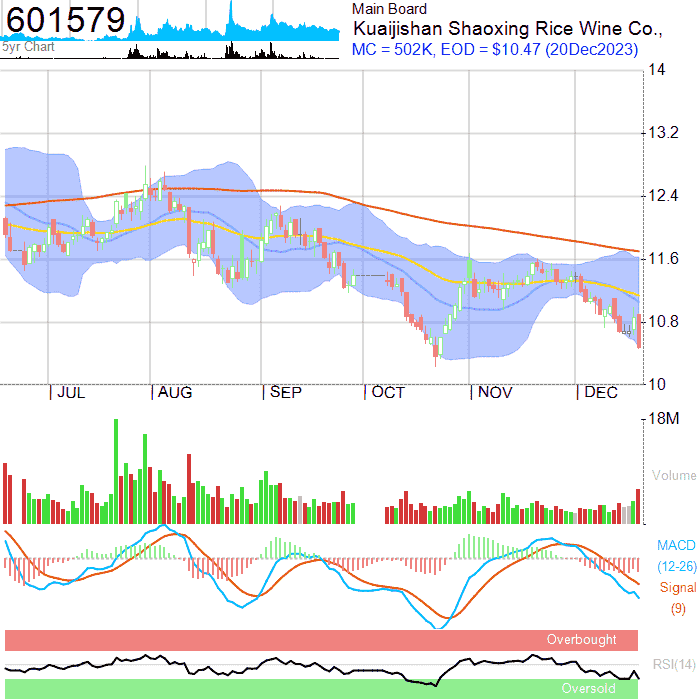 601579
5yr Chart
Main Board
Kuaijishan Shaoxing Rice Wine Co.,
MC = 502K, EOD = $10.47 (20Dec2023)
14
13.2
12.4
11.6
10.8
10
JUL AUG SEP OCT NOV DEC
18M
Volume
MACD
(12-26)
Signal
(9)
Overbought
RSI(14)
Oversold